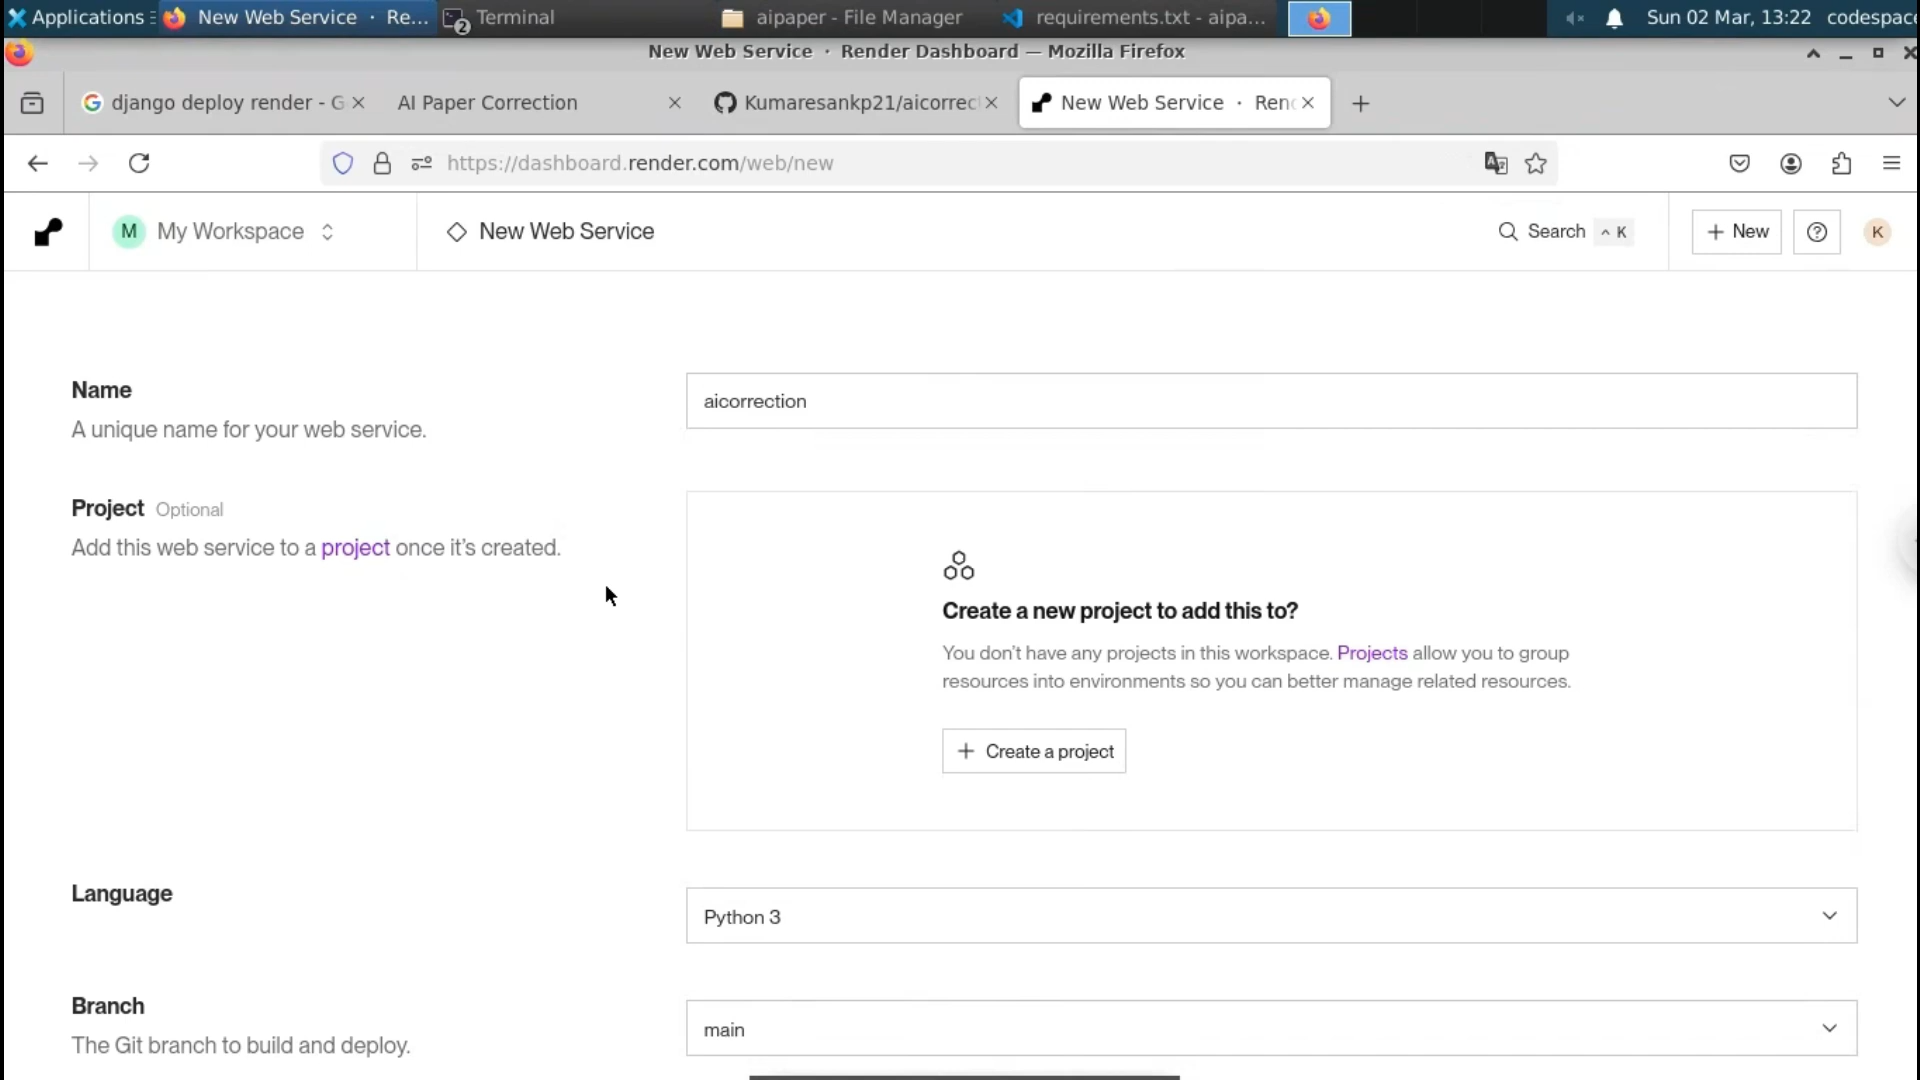 Applications New Web Service · Re... 2 Terminal aipaper - File Manager requirements.txt - aipa... Sun 02 Mar, 13:22 codespace
New Web Service · Render Dashboard — Mozilla Firefox
django deploy render - G AI Paper Correction Kumaresankp21/aicorrec New Web Service · Ren
https://dashboard.render.com/web/new
M My Workspace New Web Service Search ^ K + New K
Name
A unique name for your web service.
aicorrection
Project Optional
Add this web service to a project once it's created.
Create a new project to add this to?
You don't have any projects in this workspace. Projects allow you to group
resources into environments so you can better manage related resources.
+ Create a project
Language
Python 3
Branch
The Git branch to build and deploy.
main